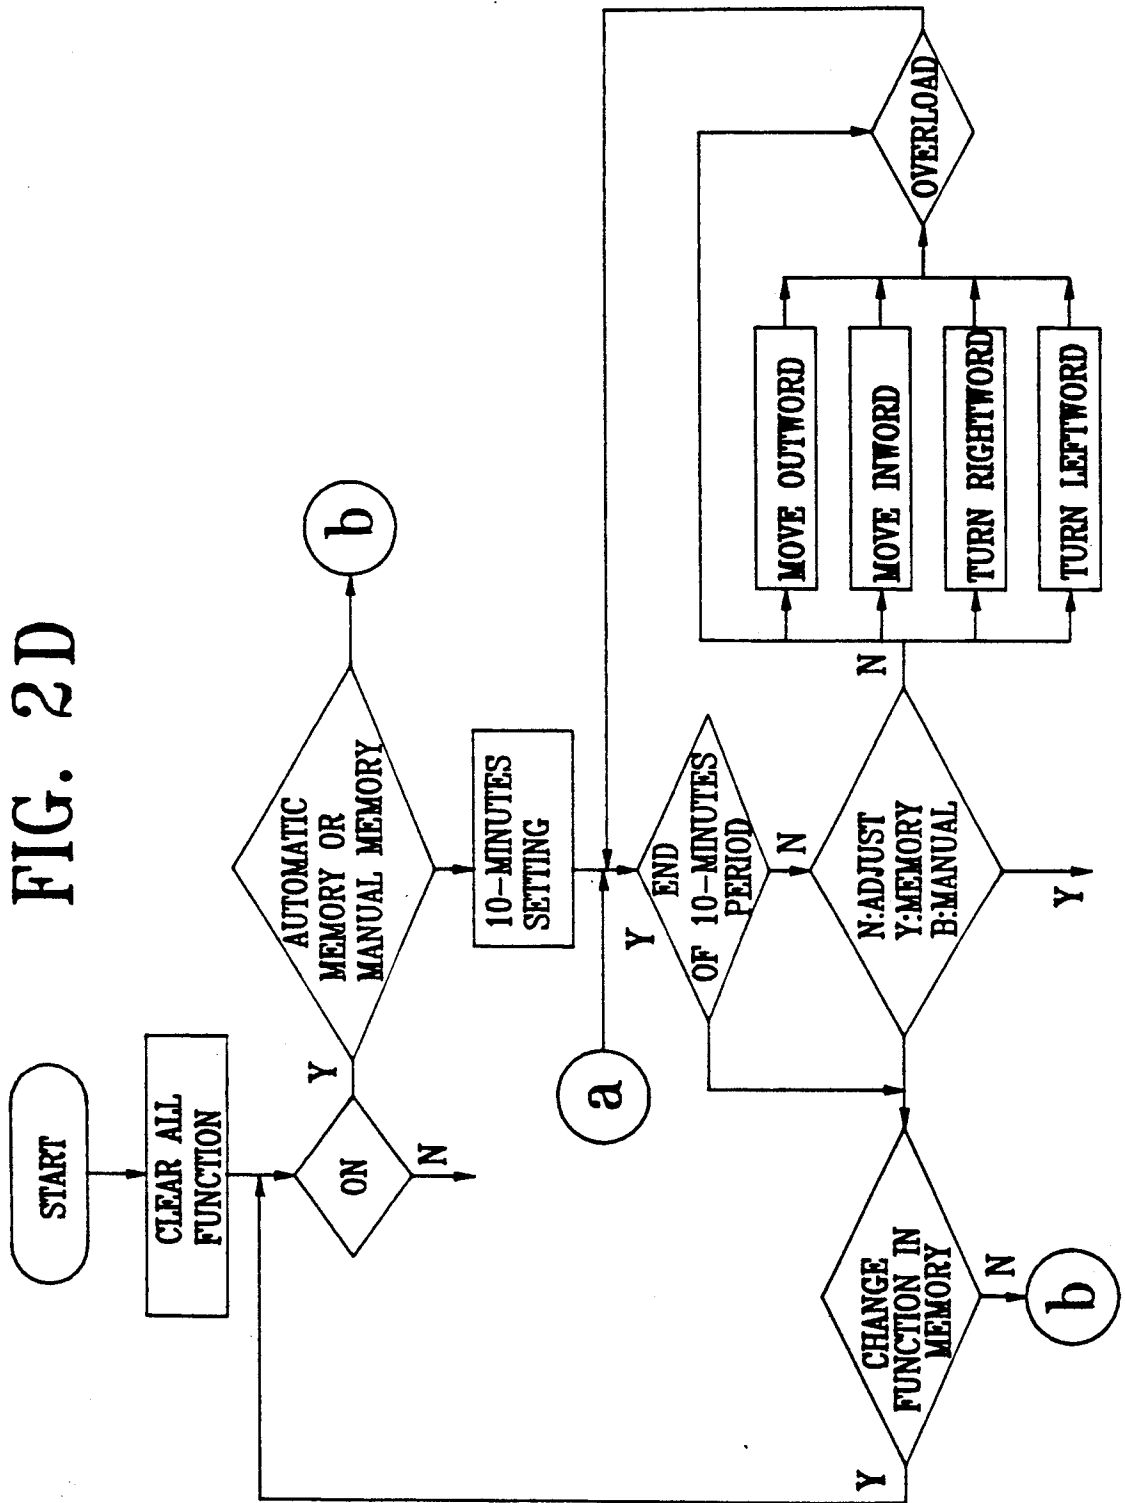 FIG. 2D
START
CLEAR ALL
FUNCTION
ON
Y
N
AUTOMATIC
MEMORY OR
MANUAL MEMORY
b
10-MINUTES
SETTING
a
END
OF 10-MINUTES
PERIOD
Y
N
N:ADJUST
Y:MEMORY
B:MANUAL
N
Y
MOVE OUTWORD
MOVE INWORD
TURN RIGHTWORD
TURN LEFTWORD
OVERLOAD
CHANGE
FUNCTION IN
MEMORY
Y
N
b